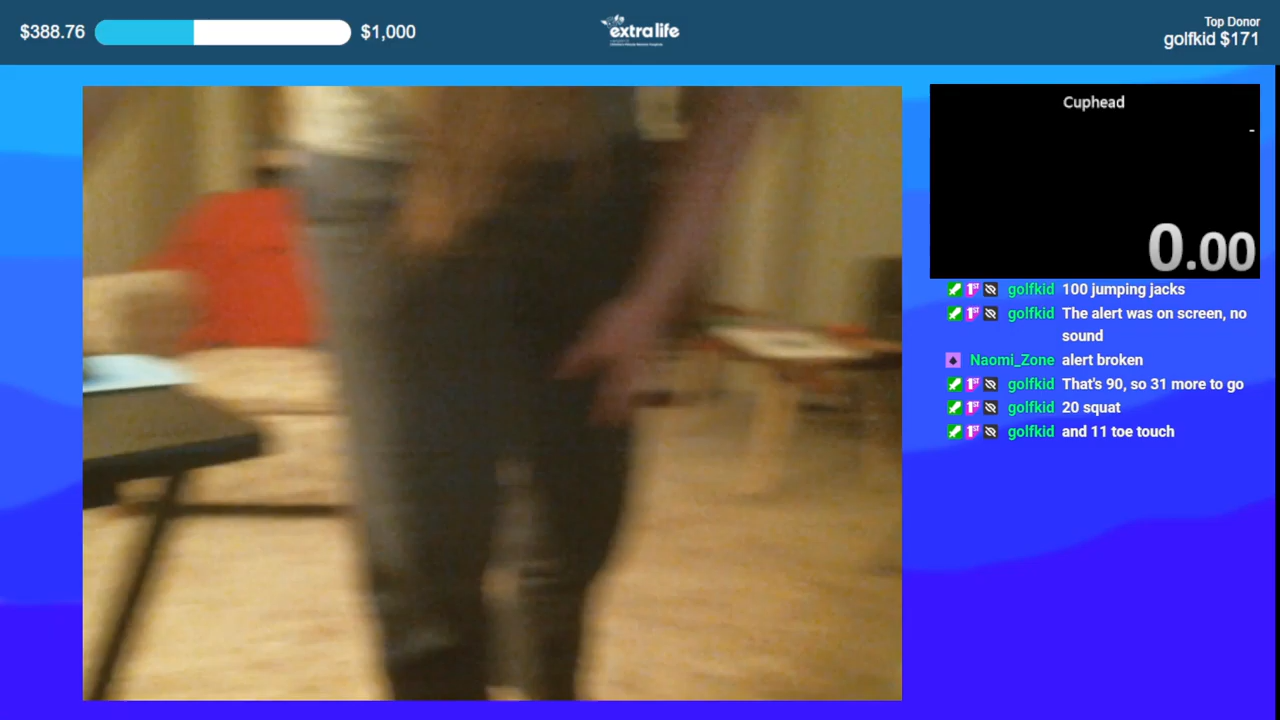 $388.76
$1,000
extralife
Top Donor
golfkid $171
Cuphead
-
0.00
golfkid 100 jumping jacks
golfkid The alert was on screen, no
sound
Naomi_Zone alert broken
golfkid That's 90, so 31 more to go
golfkid 20 squat
golfkid and 11 toe touch